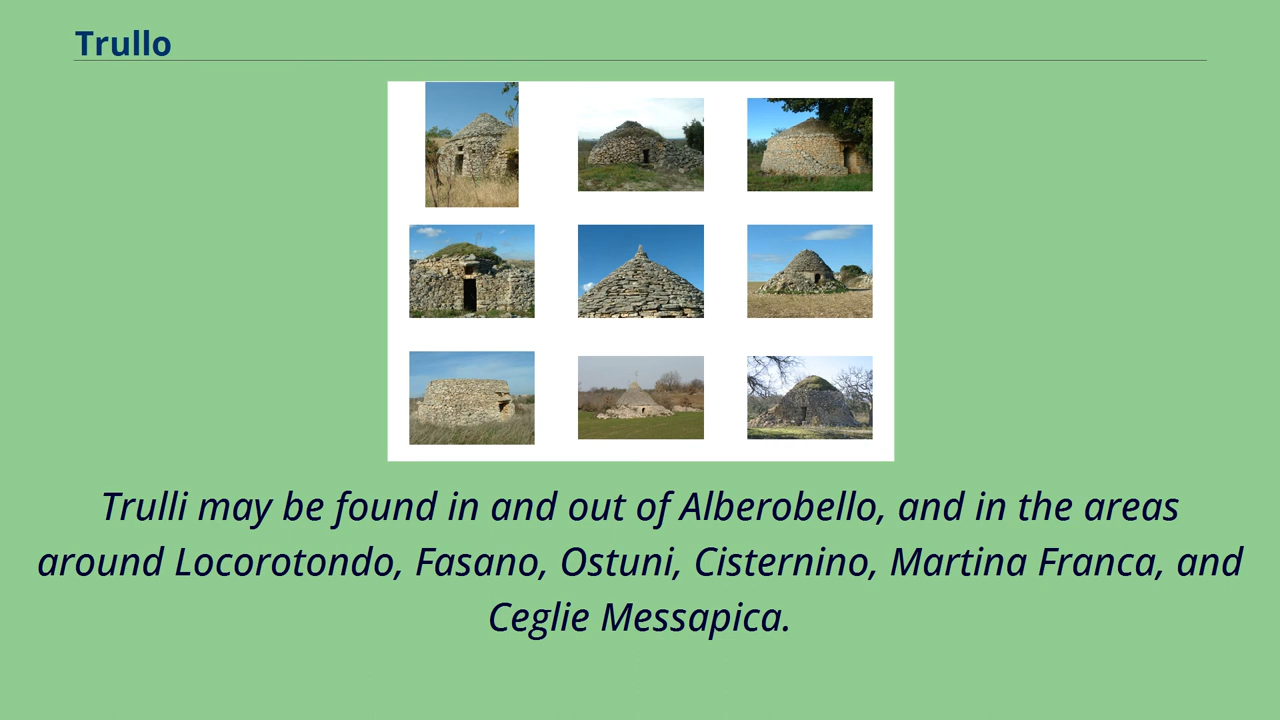 Trullo
Trulli may be found in and out of Alberobello, and in the areas
around Locorotondo, Fasano, Ostuni, Cisternino, Martina Franca, and
Ceglie Messapica.